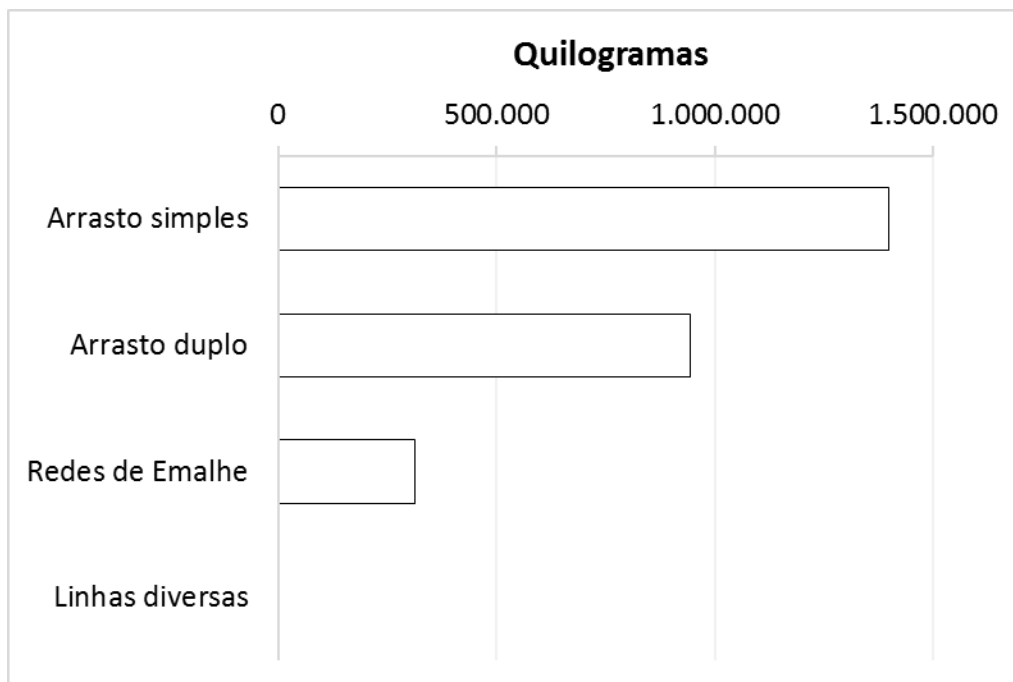 Quilogramas
0 500.000 1.000.000 1.500.000
Arrasto simples
Arrasto duplo
Redes de Emalhe
Linhas diversas